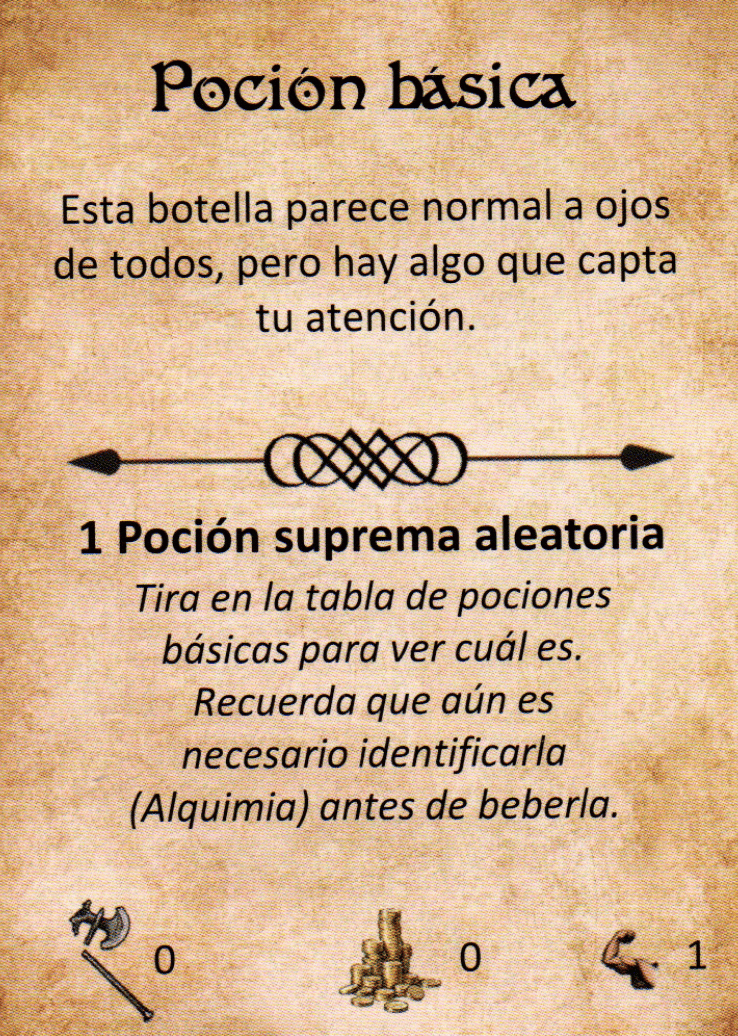 Poción básica
Esta botella parece normal a ojos
de todos, pero hay algo que capta
tu atención.
1 Poción suprema aleatoria
Tira en la tabla de pociones
básicas para ver cuál es.
Recuerda que aún es
necesario identificarla
(Alquimia) antes de beberla.
0 0 1